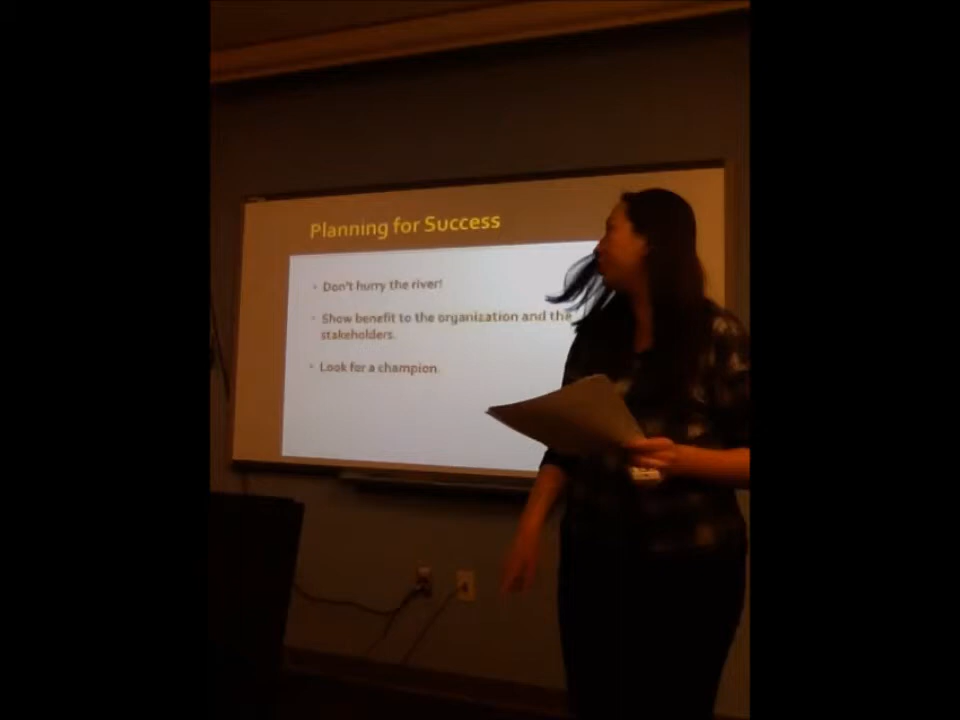 Planning for Success
• Don't hurry the river!
• Show benefit to the organization and the
stakeholders.
• Look for a champion.